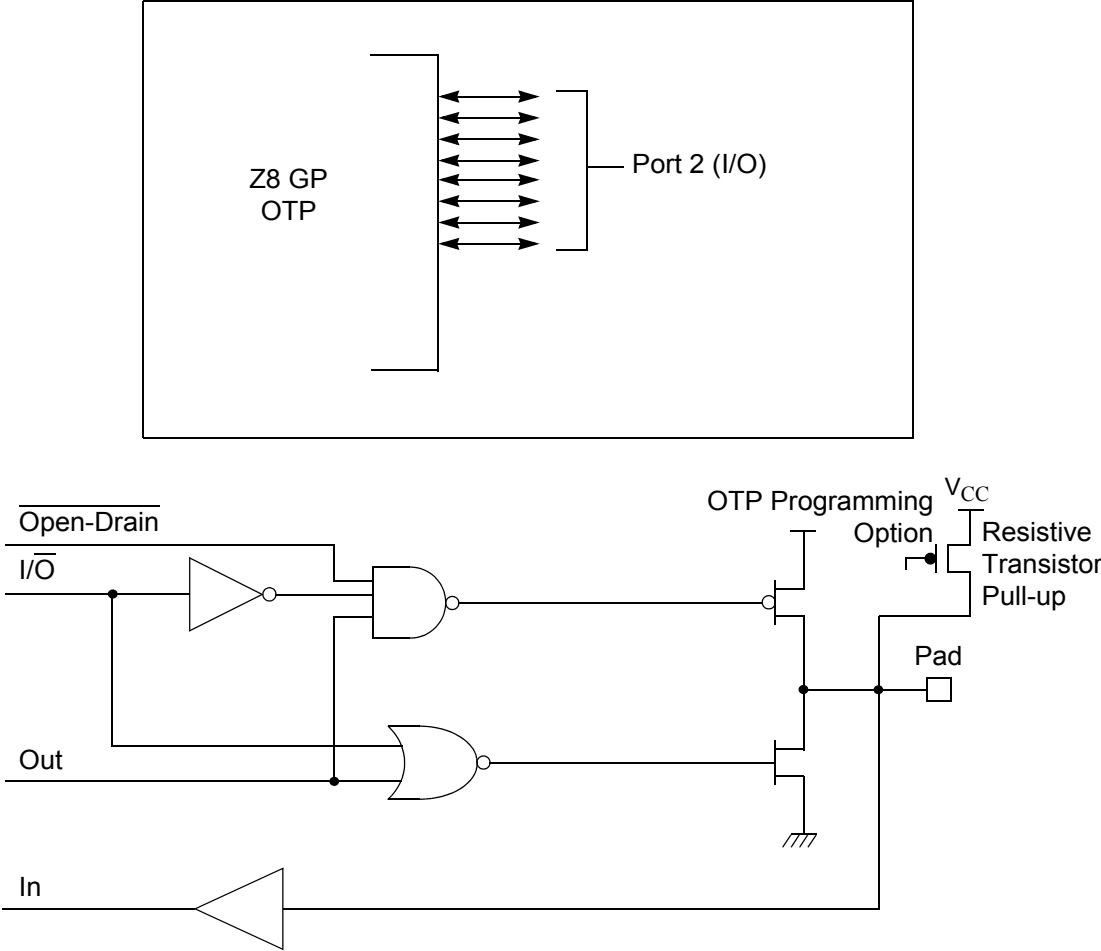 Z8 GP
OTP
Port 2 (I/O)
Open-Drain
I/O
OTP Programming
Option
VCC
Resistive
Transistor
Pull-up
Pad
Out
In